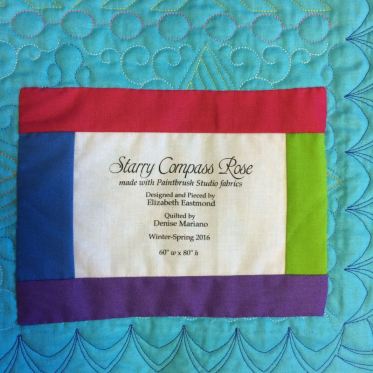 Starry Compass Rose
made with Paintbrush Studio fabrics
Designed and Pieced by
Elizabeth Eastmond
Quilted by
Denise Mariano
Winter-Spring 2016
60" w x 80" h